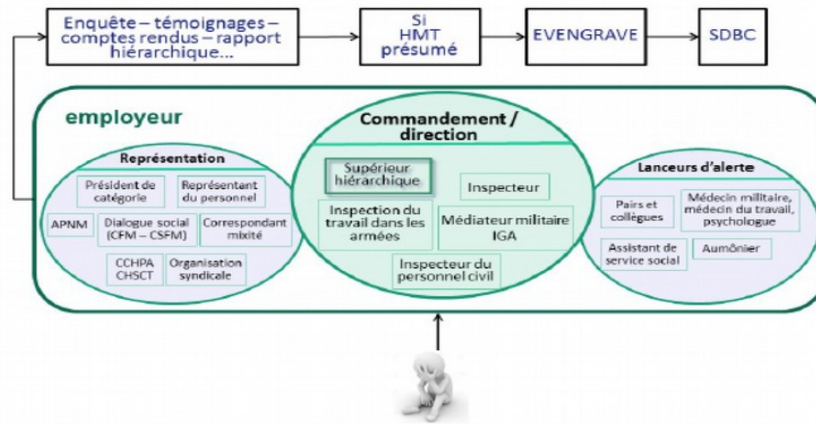 Enquête – témoignages –
comptes rendus – rapport
hiérarchique...
Si
HMT
présumé
EVENGRAVE
SDBC
employeur
Commandement /
direction
Supérieur
hiérarchique
Inspecteur
Inspection du
travail dans les
armées
Médiateur militaire
IGA
Inspecteur du
personnel civil
Représentation
Président de
catégorie
Représentant
du personnel
APNM
Dialogue social
(CFM – CSFM)
Correspondant
mixité
CCHPA
CHSCT
Organisation
syndicale
Lanceurs d'alerte
Pairs et
collègues
Médecin militaire,
médecin du travail,
psychologue
Assistant de
service social
Aumônier